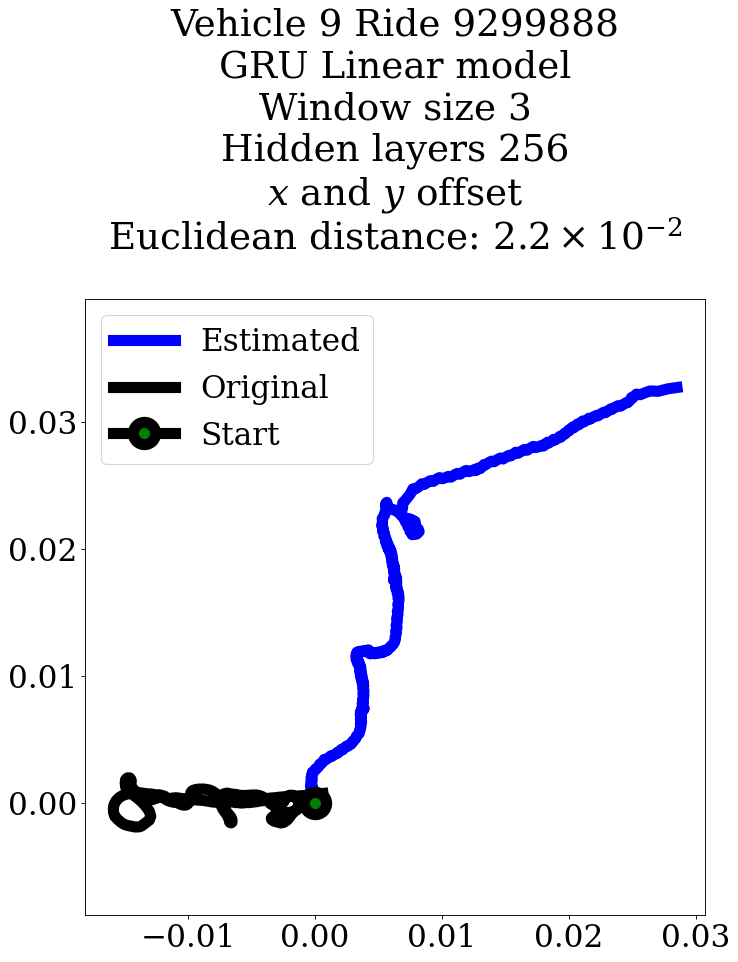 Vehicle 9 Ride 9299888
GRU Linear model
Window size 3
Hidden layers 256
x and y offset
Euclidean distance: 2.2 × 10⁻²
Estimated
Original
Start
0.03
0.02
0.01
0.00
−0.01 0.00 0.01 0.02 0.03